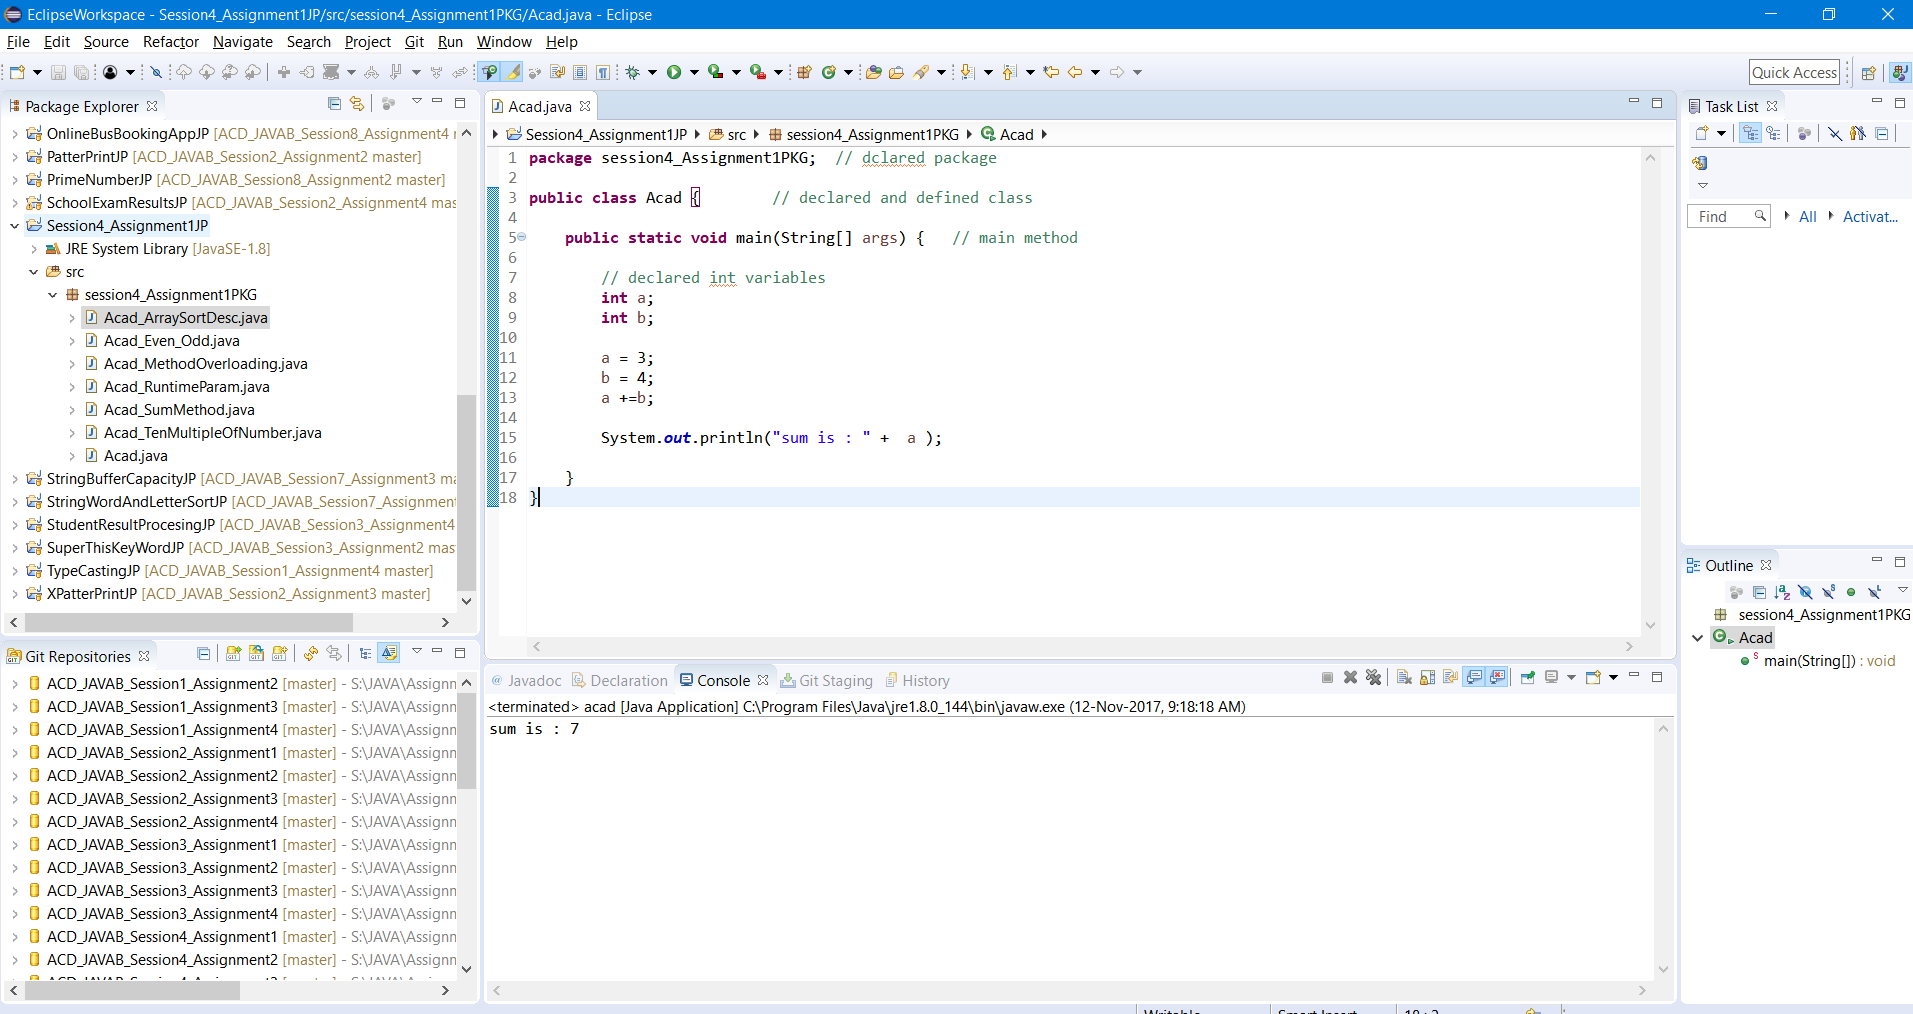 EclipseWorkspace - Session4_Assignment1JP/src/session4_Assignment1PKG/Acad.java - Eclipse
File Edit Source Refactor Navigate Search Project Git Run Window Help
Quick Access
Package Explorer
OnlineBusBookingAppJP [ACD_JAVAB_Session8_Assignment4 r
PatterPrintJP [ACD_JAVAB_Session2_Assignment2 master]
PrimeNumberJP [ACD_JAVAB_Session8_Assignment2 master]
SchoolExamResultsJP [ACD_JAVAB_Session2_Assignment4 mas
Session4_Assignment1JP
JRE System Library [JavaSE-1.8]
src
session4_Assignment1PKG
Acad_ArraySortDesc.java
Acad_Even_Odd.java
Acad_MethodOverloading.java
Acad_RuntimeParam.java
Acad_SumMethod.java
Acad_TenMultipleOfNumber.java
Acad.java
StringBufferCapacityJP [ACD_JAVAB_Session7_Assignment3 ma
StringWordAndLetterSortJP [ACD_JAVAB_Session7_Assignment
StudentResultProcesingJP [ACD_JAVAB_Session3_Assignment4
SuperThisKeyWordJP [ACD_JAVAB_Session3_Assignment2 mas
TypeCastingJP [ACD_JAVAB_Session1_Assignment4 master]
XPatterPrintJP [ACD_JAVAB_Session2_Assignment3 master]
Git Repositories
ACD_JAVAB_Session1_Assignment2 [master] - S:\JAVA\Assignn
ACD_JAVAB_Session1_Assignment3 [master] - S:\JAVA\Assignn
ACD_JAVAB_Session1_Assignment4 [master] - S:\JAVA\Assignn
ACD_JAVAB_Session2_Assignment1 [master] - S:\JAVA\Assignn
ACD_JAVAB_Session2_Assignment2 [master] - S:\JAVA\Assignn
ACD_JAVAB_Session2_Assignment3 [master] - S:\JAVA\Assignn
ACD_JAVAB_Session2_Assignment4 [master] - S:\JAVA\Assignn
ACD_JAVAB_Session3_Assignment1 [master] - S:\JAVA\Assignn
ACD_JAVAB_Session3_Assignment2 [master] - S:\JAVA\Assignn
ACD_JAVAB_Session3_Assignment3 [master] - S:\JAVA\Assignn
ACD_JAVAB_Session3_Assignment4 [master] - S:\JAVA\Assignn
ACD_JAVAB_Session4_Assignment1 [master] - S:\JAVA\Assignn
ACD_JAVAB_Session4_Assignment2 [master] - S:\JAVA\Assignn
Acad.java
Session4_Assignment1JP src session4_Assignment1PKG Acad
1 package session4_Assignment1PKG;  // dclared package
2
3 public class Acad {        // declared and defined class
4
5     public static void main(String[] args) {   // main method
6
7         // declared int variables
8         int a;
9         int b;
10
11         a = 3;
12         b = 4;
13         a +=b;
14
15         System.out.println("sum is : " +  a );
16
17     }
18 }
@ Javadoc Declaration Console Git Staging History
<terminated> acad [Java Application] C:\Program Files\Java\jre1.8.0_144\bin\javaw.exe (12-Nov-2017, 9:18:18 AM)
sum is : 7
Task List
Find All Activat...
Outline
session4_Assignment1PKG
Acad
main(String[]) : void